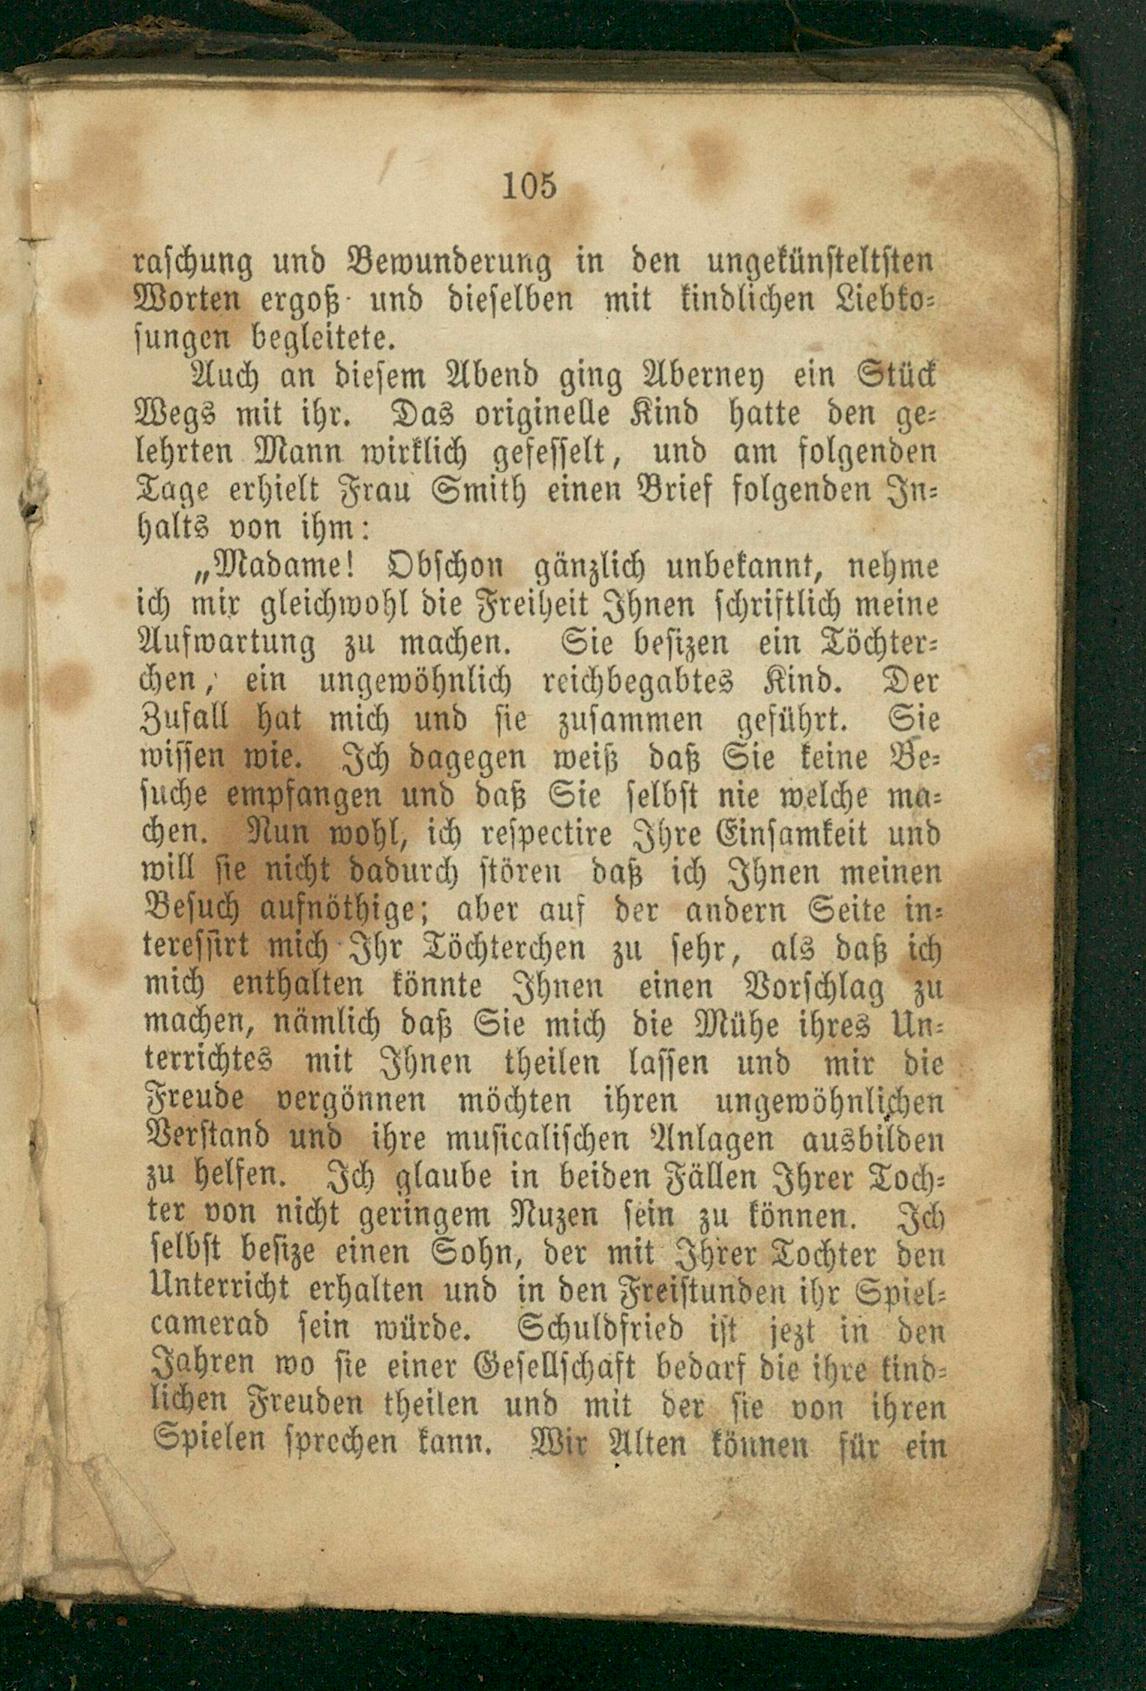 105
raschung und Bewunderung in den ungekünsteltsten
Worten ergoß und dieselben mit kindlichen Liebko-
sungen begleitete.
Auch an diesem Abend ging Aberney ein Stück
Wegs mit ihr. Das originelle Kind hatte den ge-
lehrten Mann wirklich gefesselt, und am folgenden
Tage erhielt Frau Smith einen Brief folgenden In-
halts von ihm:
„Madame! Obschon gänzlich unbekannt, nehme
ich mir gleichwohl die Freiheit Ihnen schriftlich meine
Aufwartung zu machen. Sie besizen ein Töchter-
chen, ein ungewöhnlich reichbegabtes Kind. Der
Zufall hat mich und sie zusammen geführt. Sie
wissen wie. Ich dagegen weiß daß Sie keine Be-
suche empfangen und daß Sie selbst nie welche ma-
chen. Nun wohl, ich respectire Ihre Einsamkeit und
will sie nicht dadurch stören daß ich Ihnen meinen
Besuch aufnöthige; aber auf der andern Seite in-
teressirt mich Ihr Töchterchen zu sehr, als daß ich
mich enthalten könnte Ihnen einen Vorschlag zu
machen, nämlich daß Sie mich die Mühe ihres Un-
terrichtes mit Ihnen theilen lassen und mir die
Freude vergönnen möchten ihren ungewöhnlichen
Verstand und ihre musicalischen Anlagen ausbilden
zu helfen. Ich glaube in beiden Fällen Ihrer Toch-
ter von nicht geringem Nuzen sein zu können. Ich
selbst besize einen Sohn, der mit Ihrer Tochter den
Unterricht erhalten und in den Freistunden ihr Spiel-
camerad sein würde. Schuldfried ist jezt in den
Jahren wo sie einer Gesellschaft bedarf die ihre kind-
lichen Freuden theilen und mit der sie von ihren
Spielen sprechen kann. Wir Alten können für ein